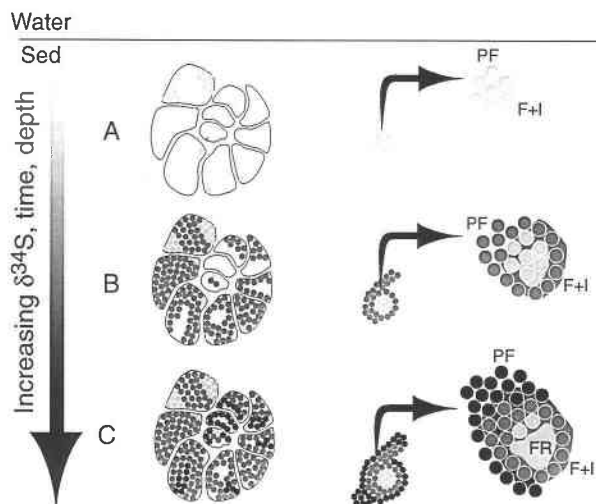 Water
Sed
Increasing δ³⁴S, time, depth
A
PF
F+I
B
PF
F+I
C
PF
FR
F+I